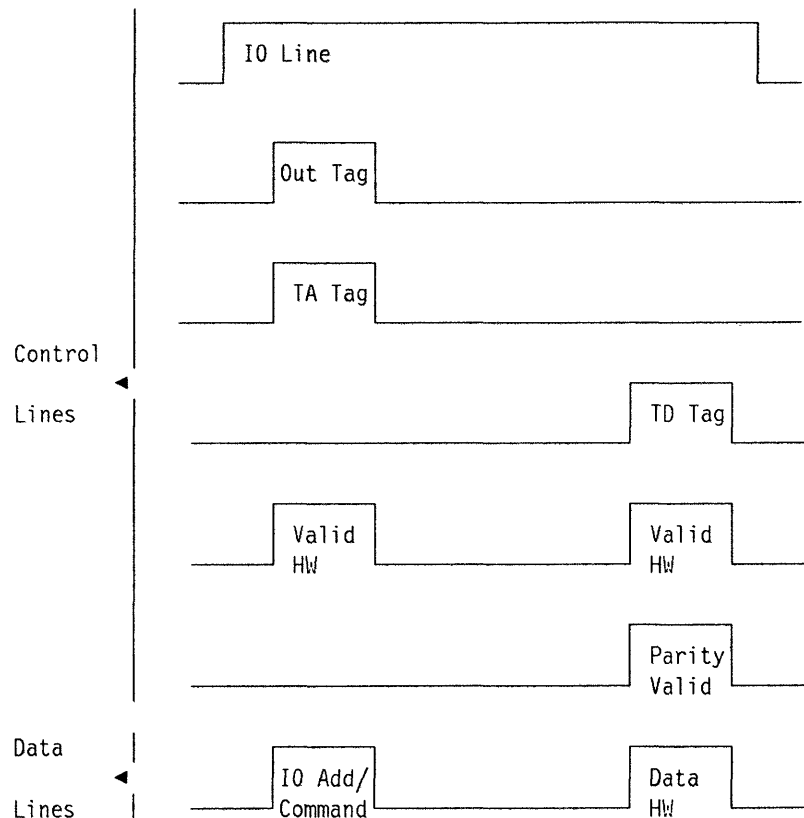 IO Line
Out Tag
TA Tag
Control
Lines
TD Tag
Valid
HW
Valid
HW
Parity
Valid
Data
Lines
IO Add/
Command
Data
HW